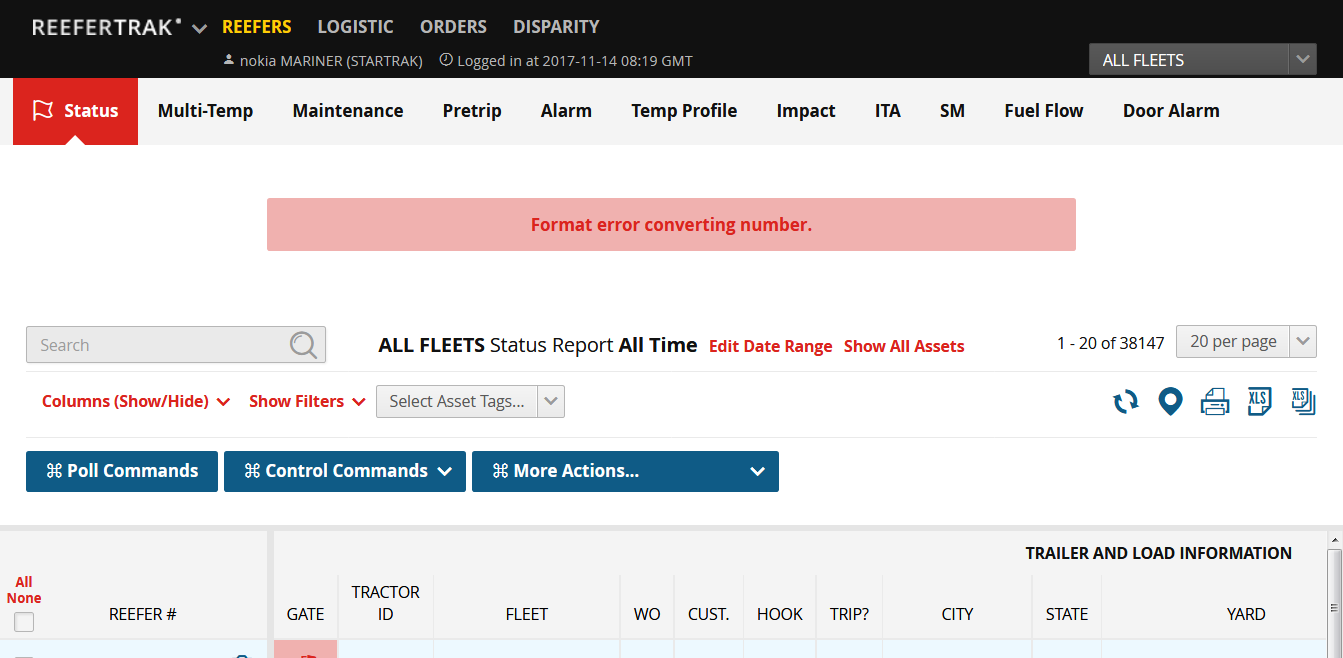 REEFERTRAK REEFERS LOGISTIC ORDERS DISPARITY
nokia MARINER (STARTRAK) Logged in at 2017-11-14 08:19 GMT
ALL FLEETS
Status Multi-Temp Maintenance Pretrip Alarm Temp Profile Impact ITA SM Fuel Flow Door Alarm
Format error converting number.
Search ALL FLEETS Status Report All Time Edit Date Range Show All Assets 1 - 20 of 38147 20 per page
Columns (Show/Hide) Show Filters Select Asset Tags... XLS XLS
⌘ Poll Commands ⌘ Control Commands ⌘ More Actions...
TRAILER AND LOAD INFORMATION
All
None
REEFER # GATE TRACTOR
ID FLEET WO CUST. HOOK TRIP? CITY STATE YARD